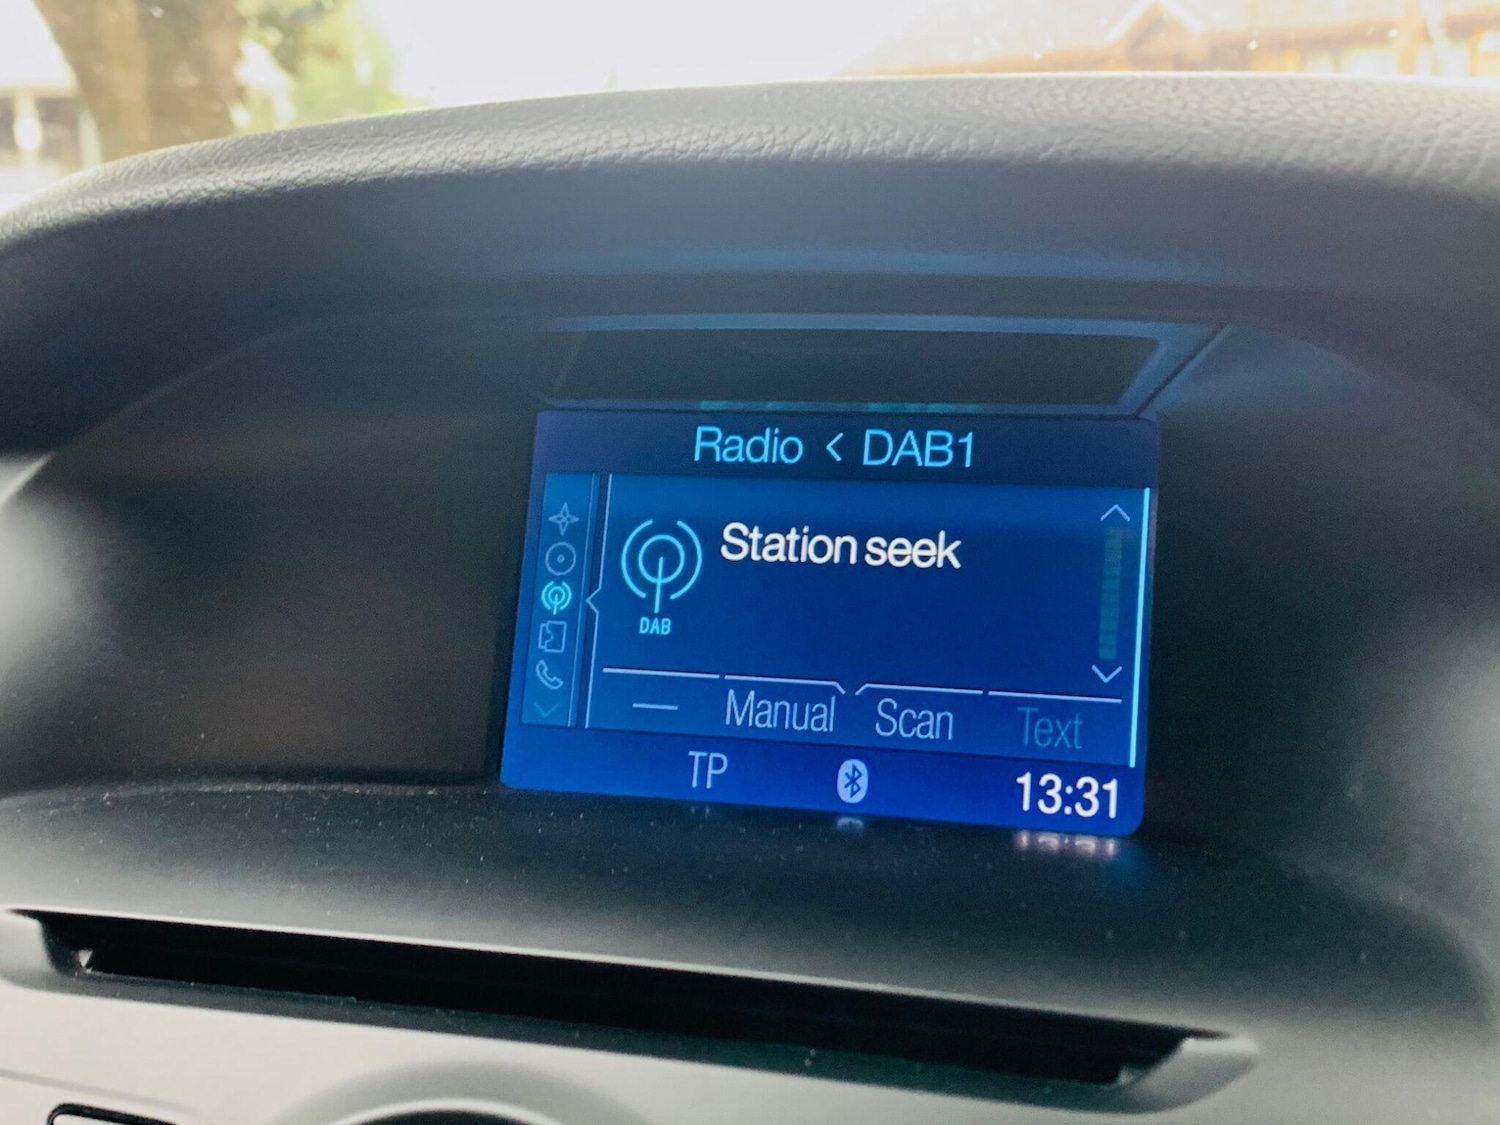 Radio < DAB1
Station seek
DAB
Manual Scan Text
TP 13:31